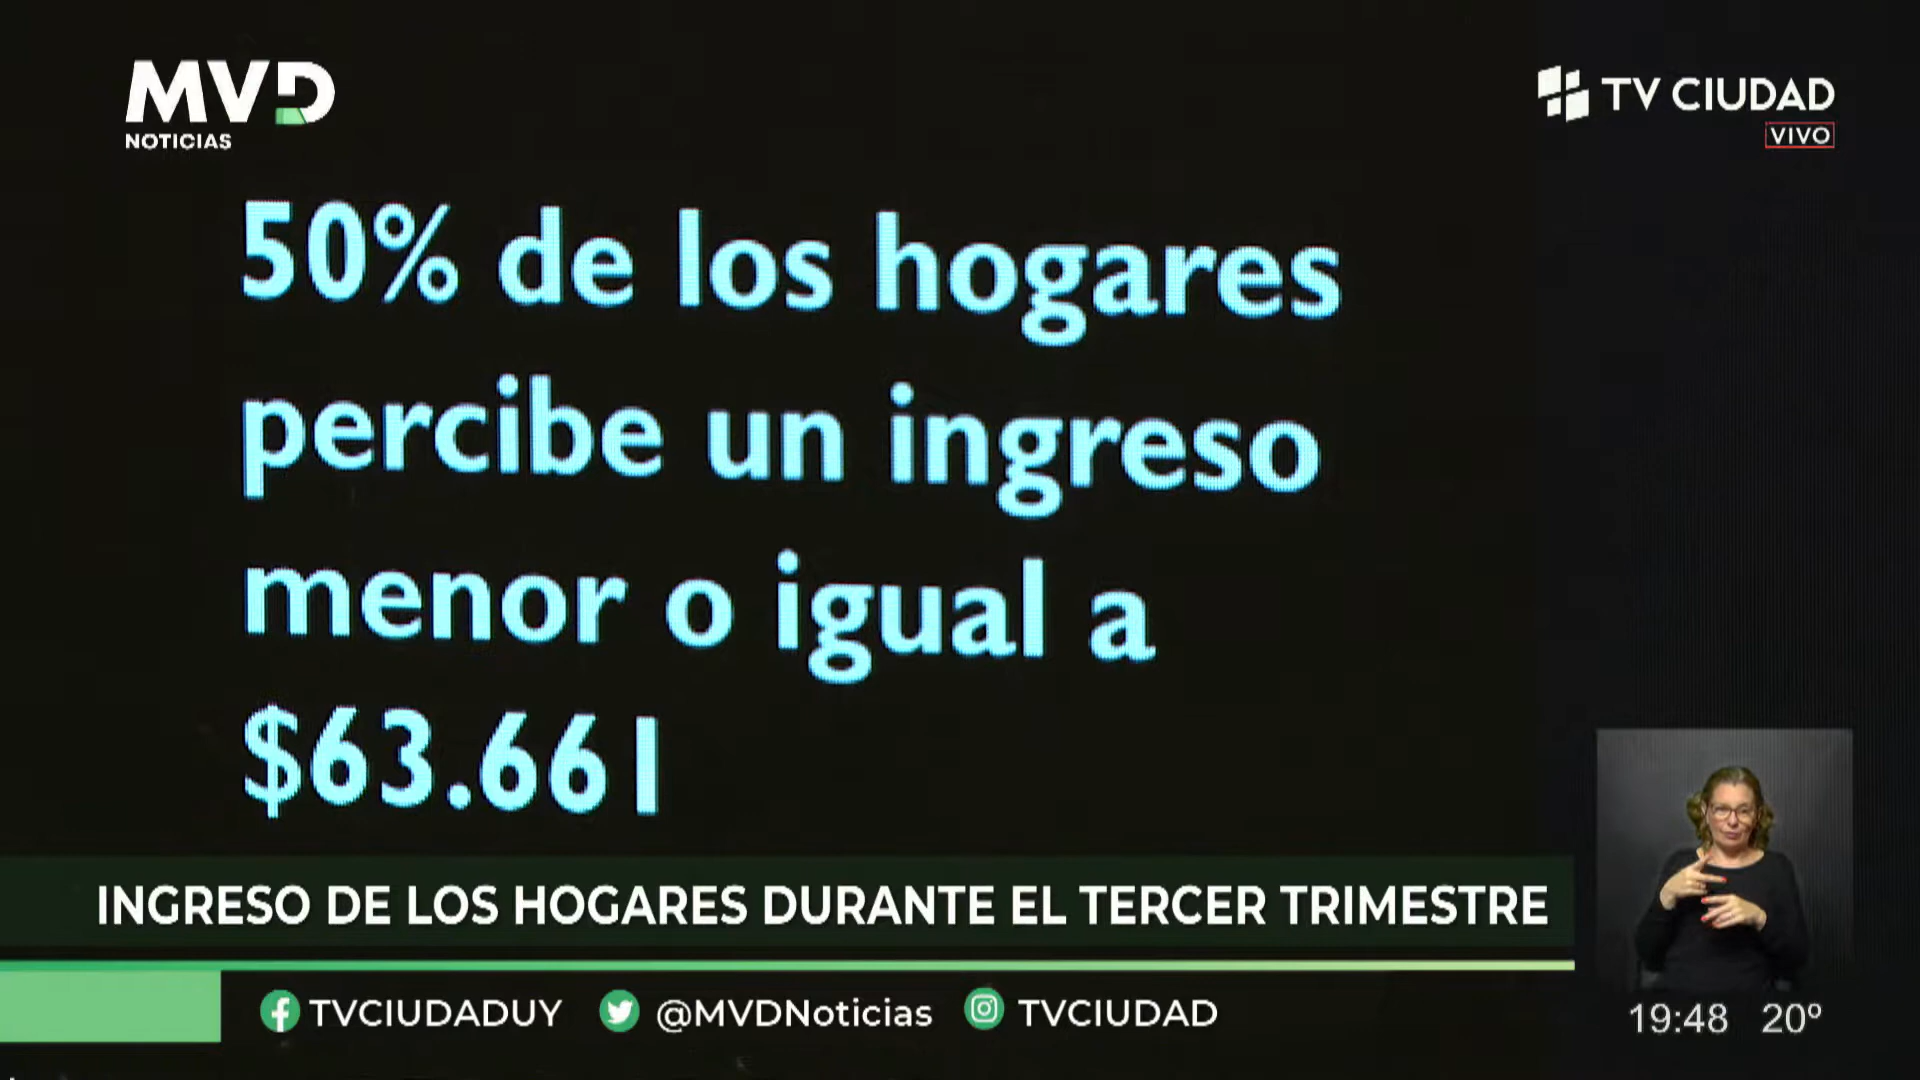 MVD
NOTICIAS
TV CIUDAD
VIVO
50% de los hogares
percibe un ingreso
menor o igual a
$63.661
INGRESO DE LOS HOGARES DURANTE EL TERCER TRIMESTRE
TVCIUDADUY @MVDNoticias TVCIUDAD
19:48 20º